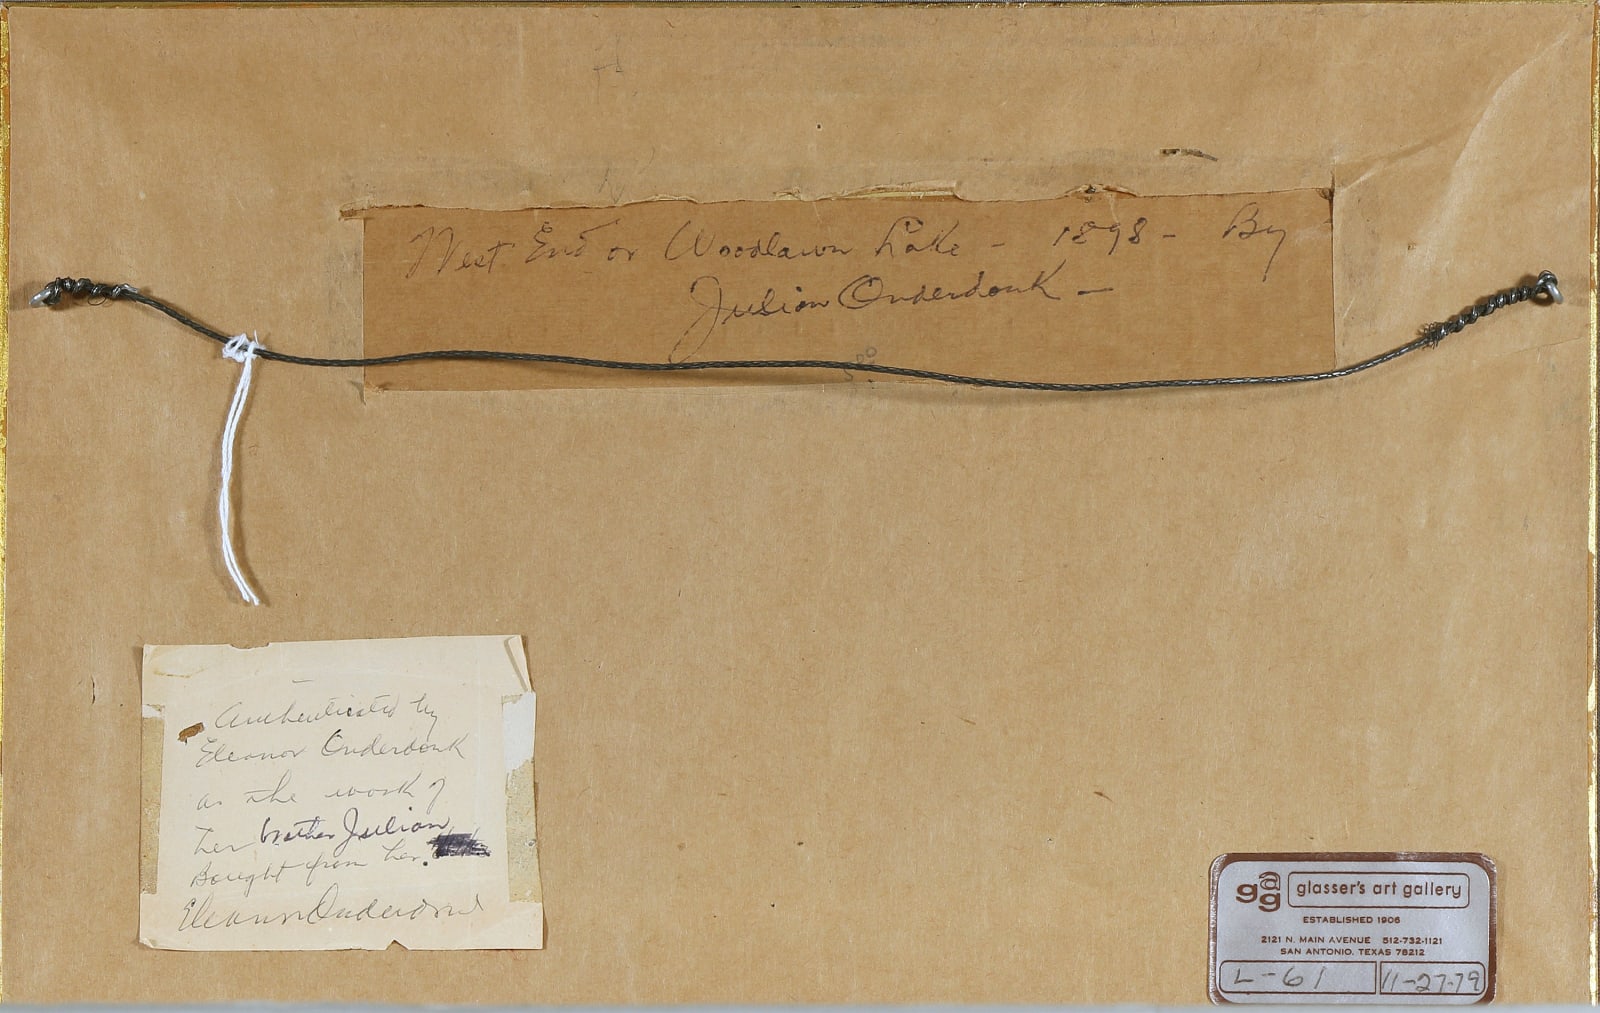 West End or Woodlawn Lake - 1898 - By
Julian Onderdonk -
Authenticated by
Eleanor Onderdonk
as the work of
her brother Julian
Bought from her.
Eleanor Onderdonk
gag
glasser's art gallery
ESTABLISHED 1906
2121 N. MAIN AVENUE 512-732-1121
SAN ANTONIO, TEXAS 78212
L-61 11-27-79